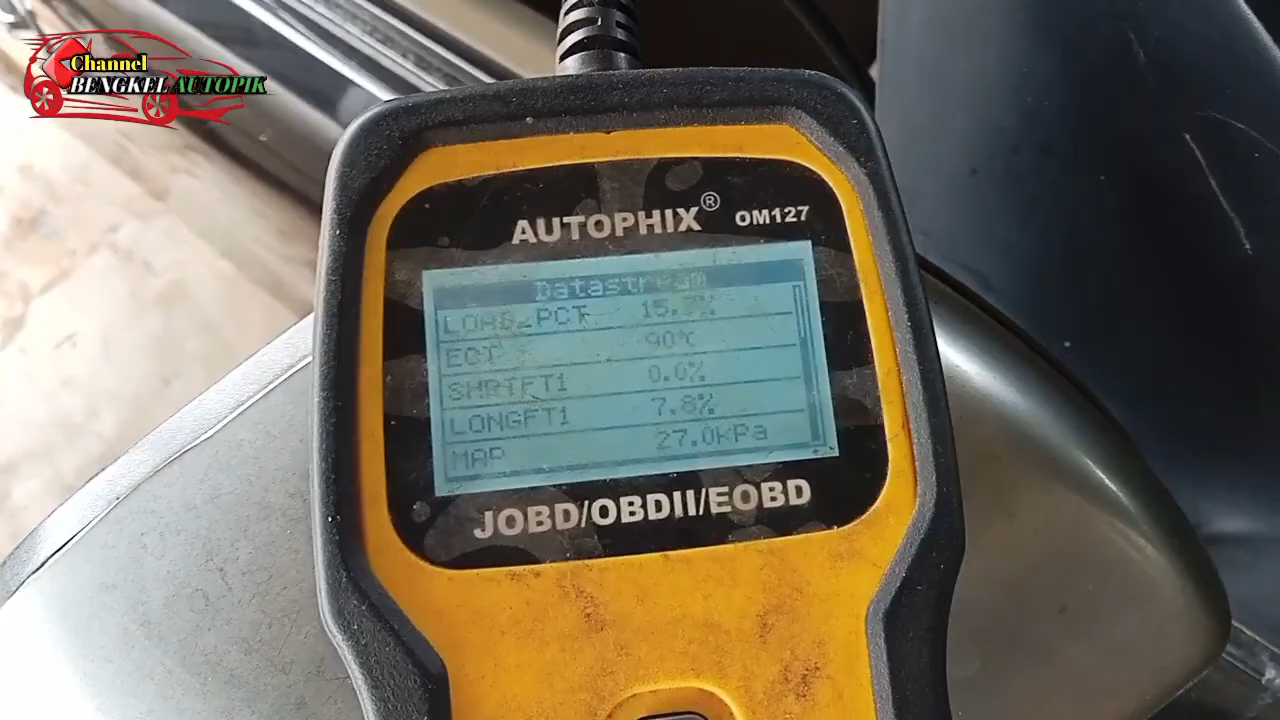 Channel
BENGKEL AUTOPIK
AUTOPHIX® OM127
Datastream
LOAD_PCT 15.7%
ECT 90℃
SHRTFT1 0.0%
LONGFT1 7.8%
MAP 27.0kPa
JOBD/OBDII/EOBD